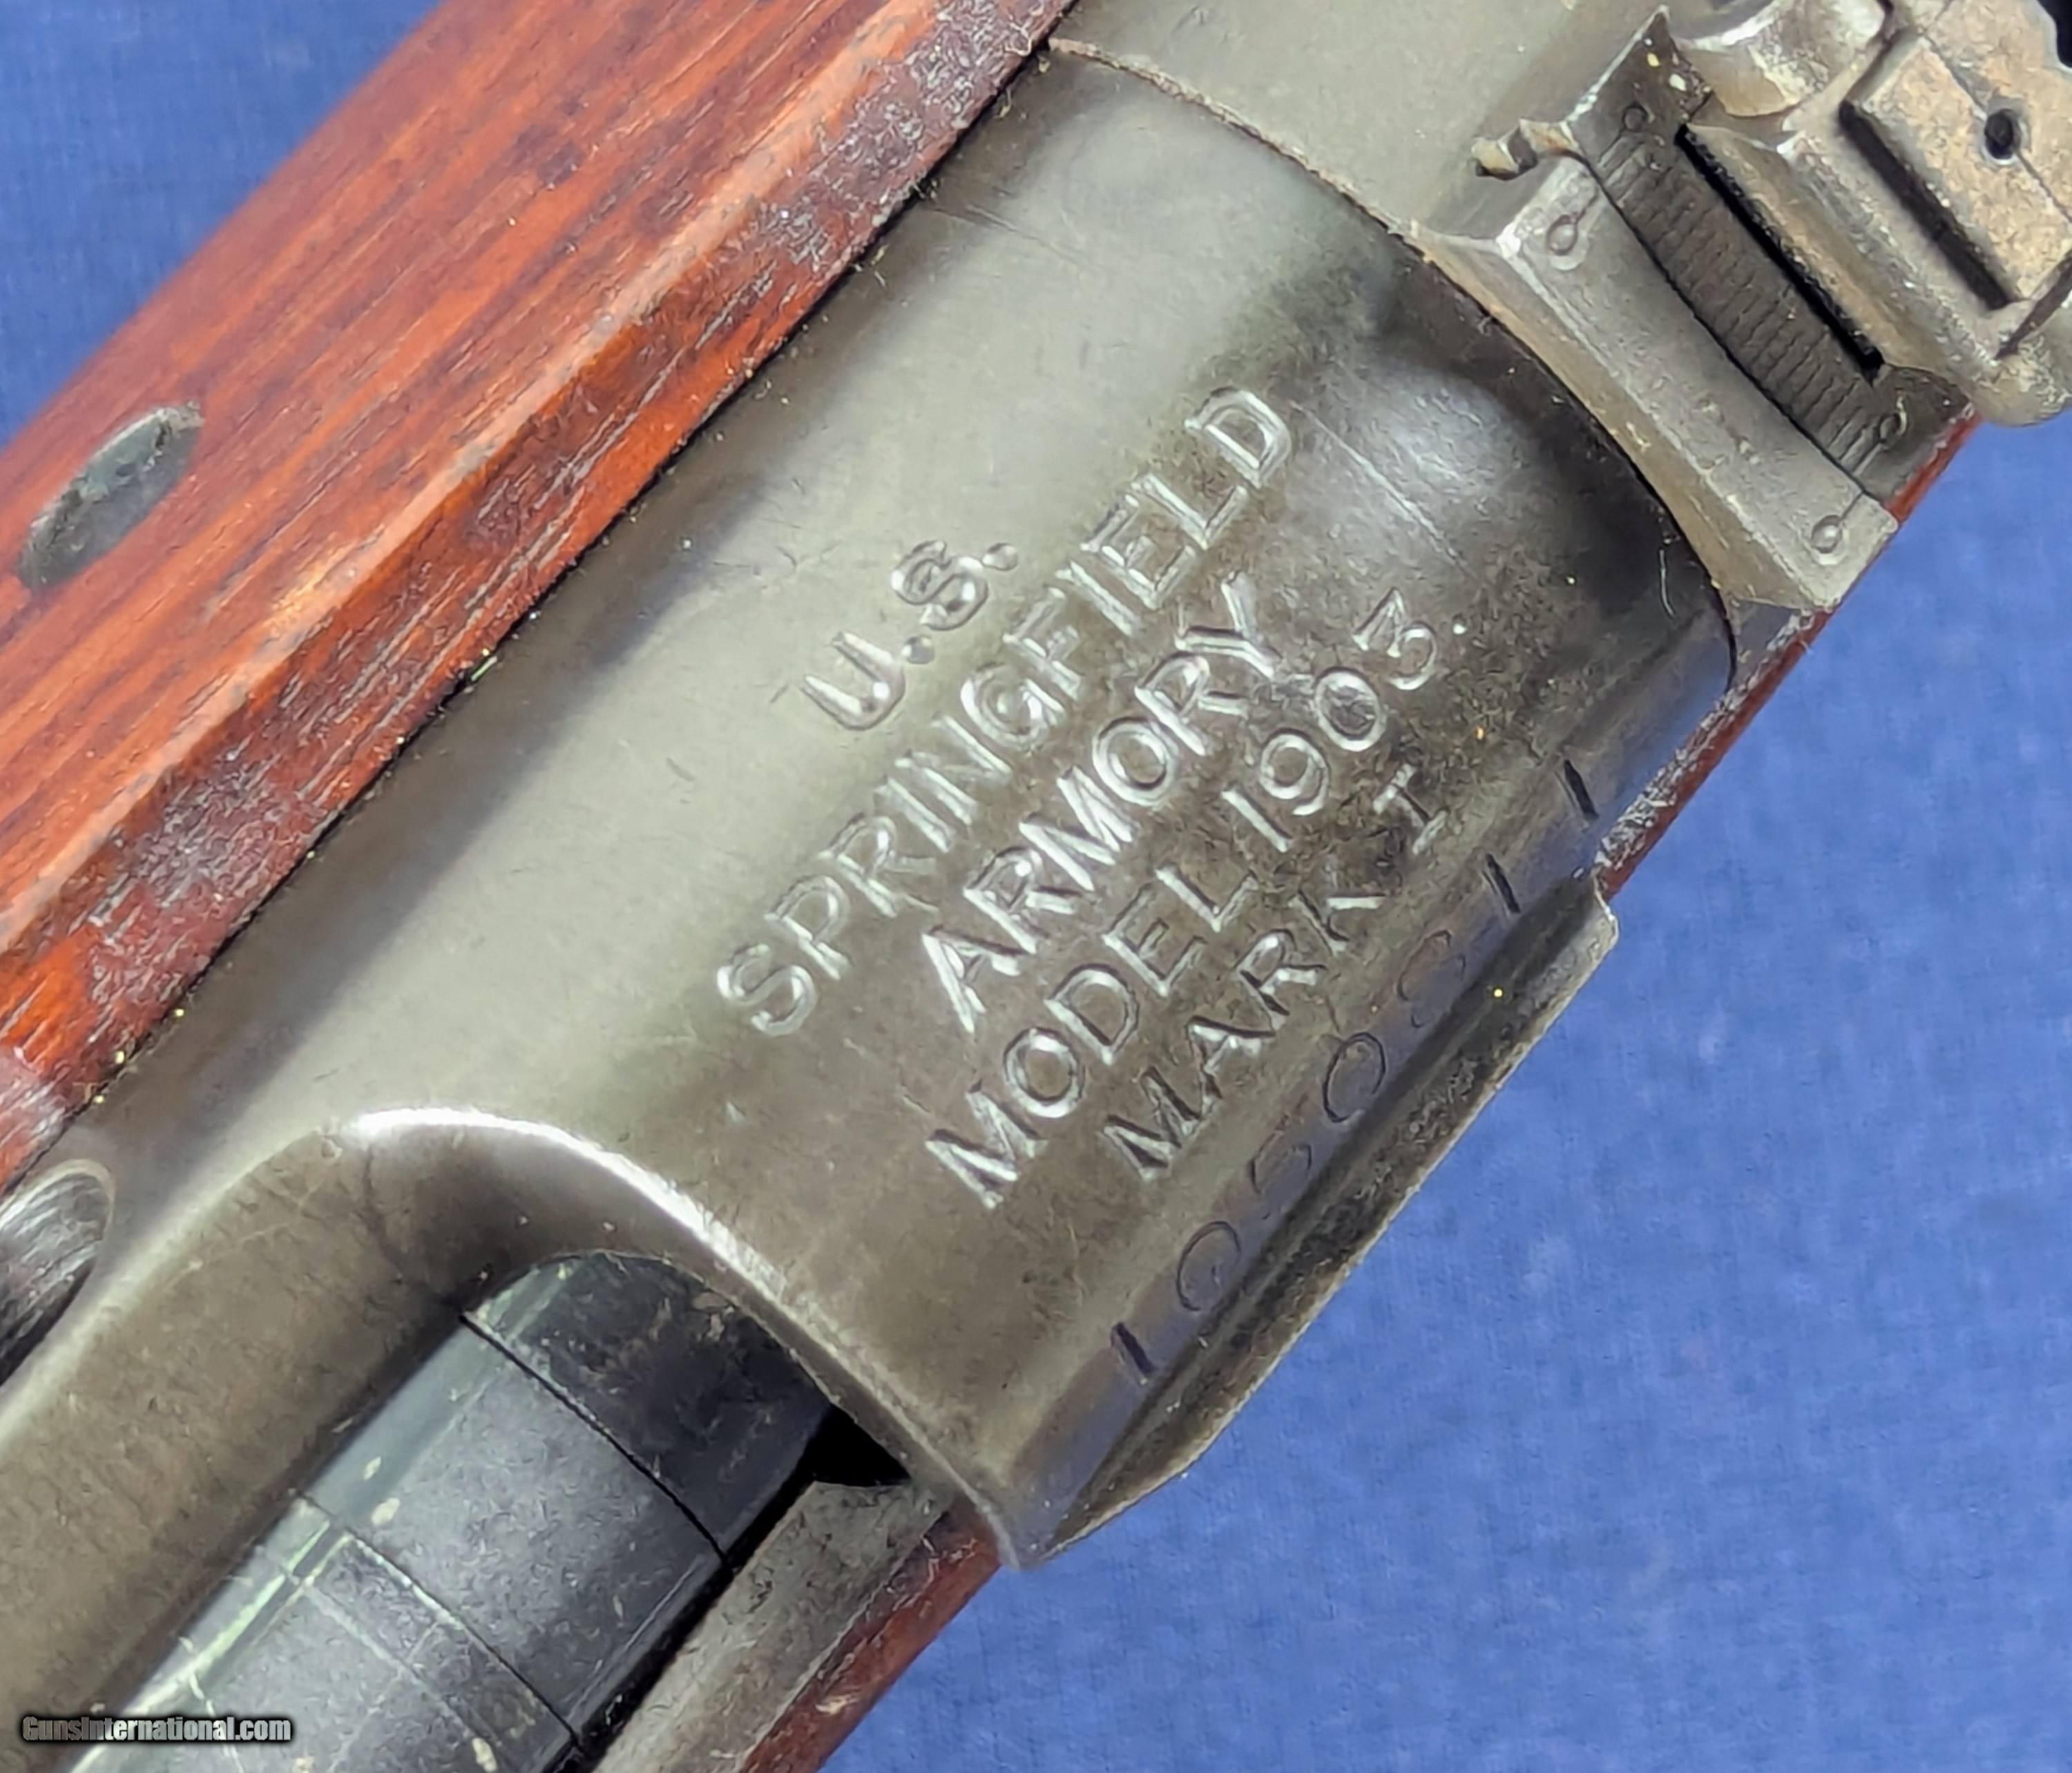 U.S.
SPRINGFIELD
ARMORY
MODEL 1903.
MARK I
GunsInternational.com